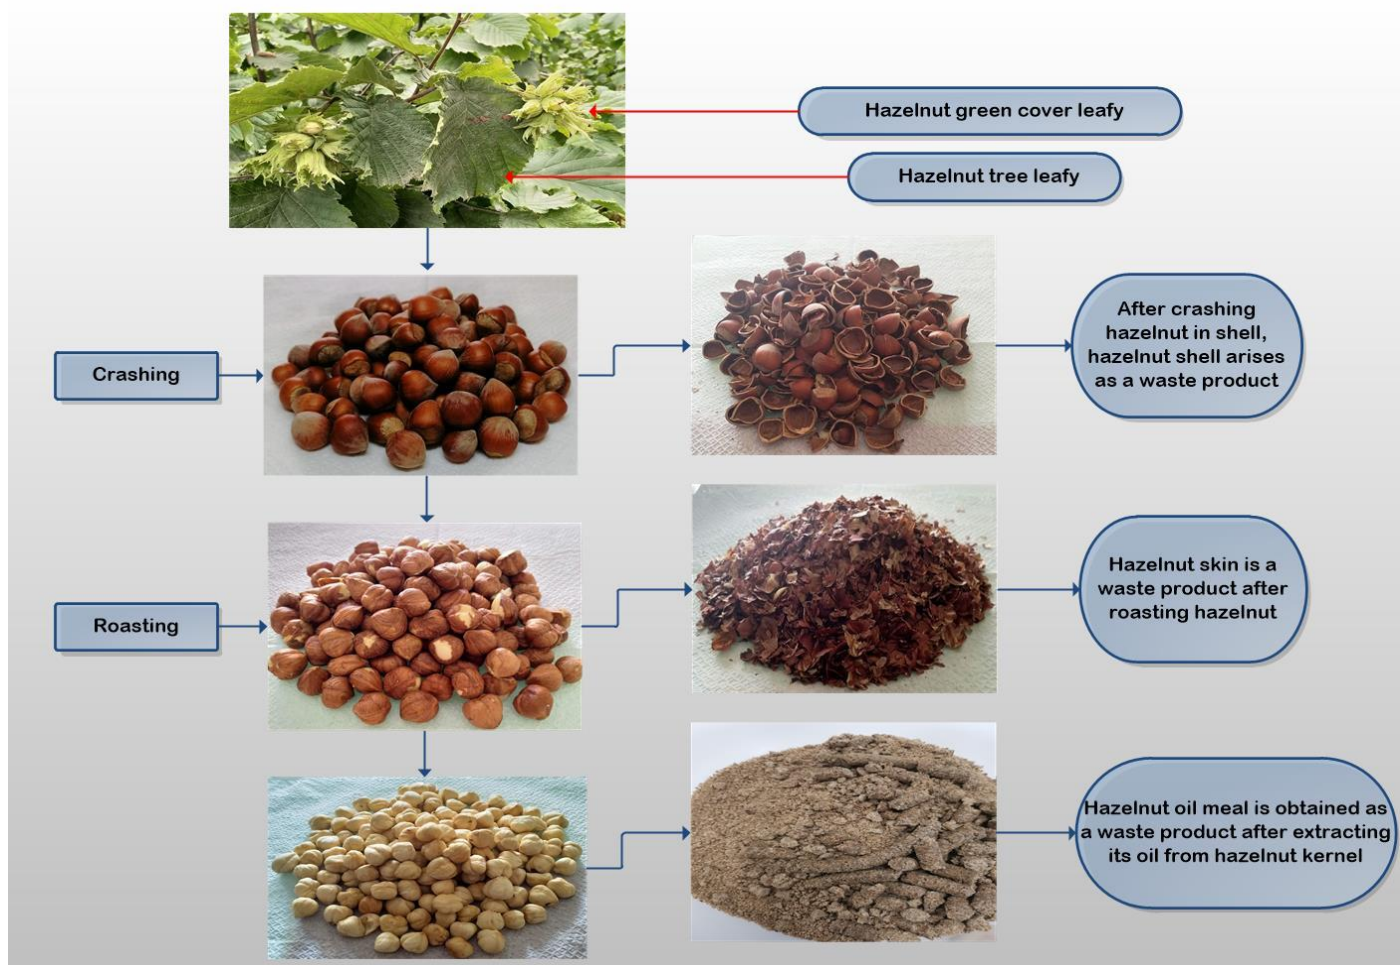 Hazelnut green cover leafy
Hazelnut tree leafy
Crashing
After crashing
hazelnut in shell,
hazelnut shell arises
as a waste product
Roasting
Hazelnut skin is a
waste product after
roasting hazelnut
Hazelnut oil meal is obtained as
a waste product after extracting
its oil from hazelnut kernel